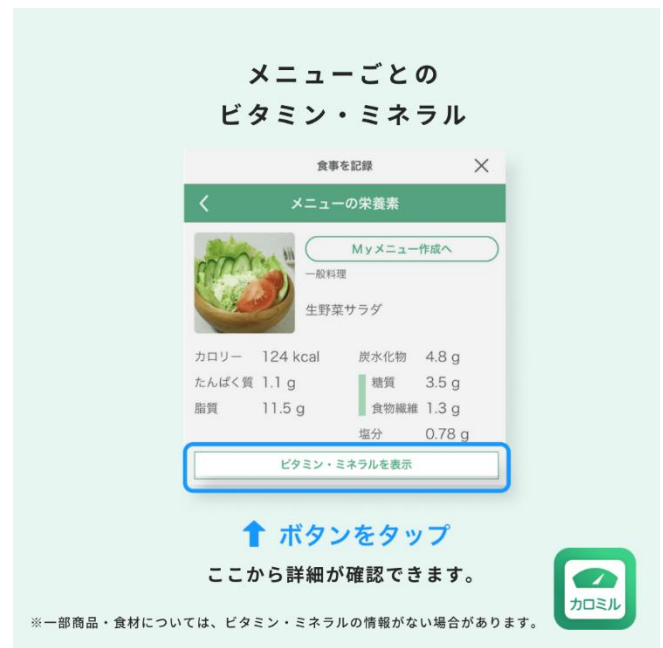 メニューごとの
ビタミン・ミネラル
食事を記録
メニューの栄養素
Myメニュー作成へ
一般料理
生野菜サラダ
カロリー 124 kcal 炭水化物 4.8 g
たんぱく質 1.1 g 糖質 3.5 g
脂質 11.5 g 食物繊維 1.3 g
塩分 0.78 g
ビタミン・ミネラルを表示
ボタンをタップ
ここから詳細が確認できます。
カロミル
※一部商品・食材については、ビタミン・ミネラルの情報がない場合があります。